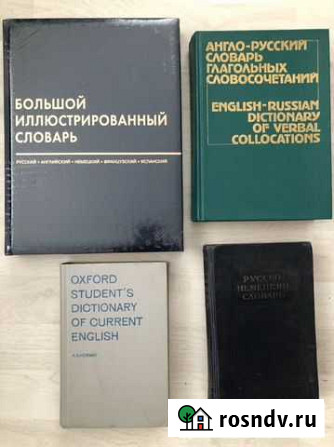 БОЛЬШОЙ
ИЛЛЮСТРИРОВАННЫЙ
СЛОВАРЬ
РУССКИЙ • АНГЛИЙСКИЙ • НЕМЕЦКИЙ • ФРАНЦУЗСКИЙ • ИСПАНСКИЙ
АНГЛО-РУССКИЙ
СЛОВАРЬ
ГЛАГОЛЬНЫХ
СЛОВОСОЧЕТАНИЙ
ENGLISH-RUSSIAN
DICTIONARY
OF VERBAL
COLLOCATIONS
OXFORD
STUDENT'S
DICTIONARY
OF CURRENT
ENGLISH
РУССКО-
НЕМЕЦКИЙ
СЛОВАРЬ
rosndv.ru